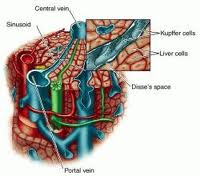 Central vein
Sinusoid
Kupffer cells
Liver cells
Disse's space
Portal vein